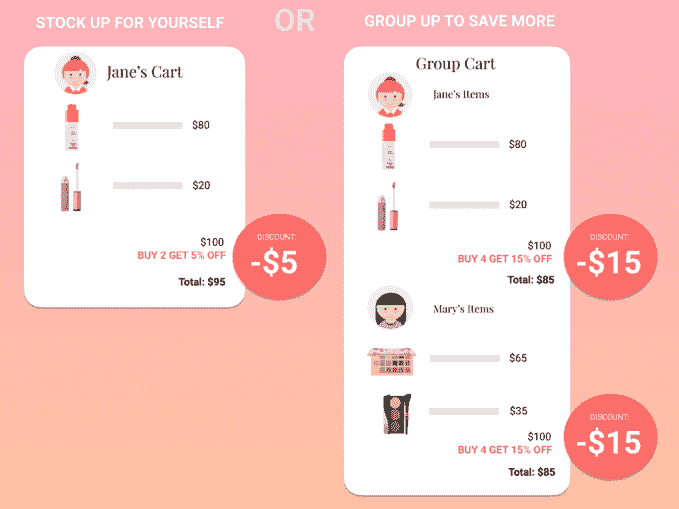 STOCK UP FOR YOURSELF
OR
GROUP UP TO SAVE MORE
Jane's Cart
$80
$20
$100
BUY 2 GET 5% OFF
Total: $95
DISCOUNT:
-$5
Group Cart
Jane's Items
$80
$20
$100
BUY 4 GET 15% OFF
Total: $85
DISCOUNT:
-$15
Mary's Items
$65
$35
$100
BUY 4 GET 15% OFF
Total: $85
DISCOUNT:
-$15